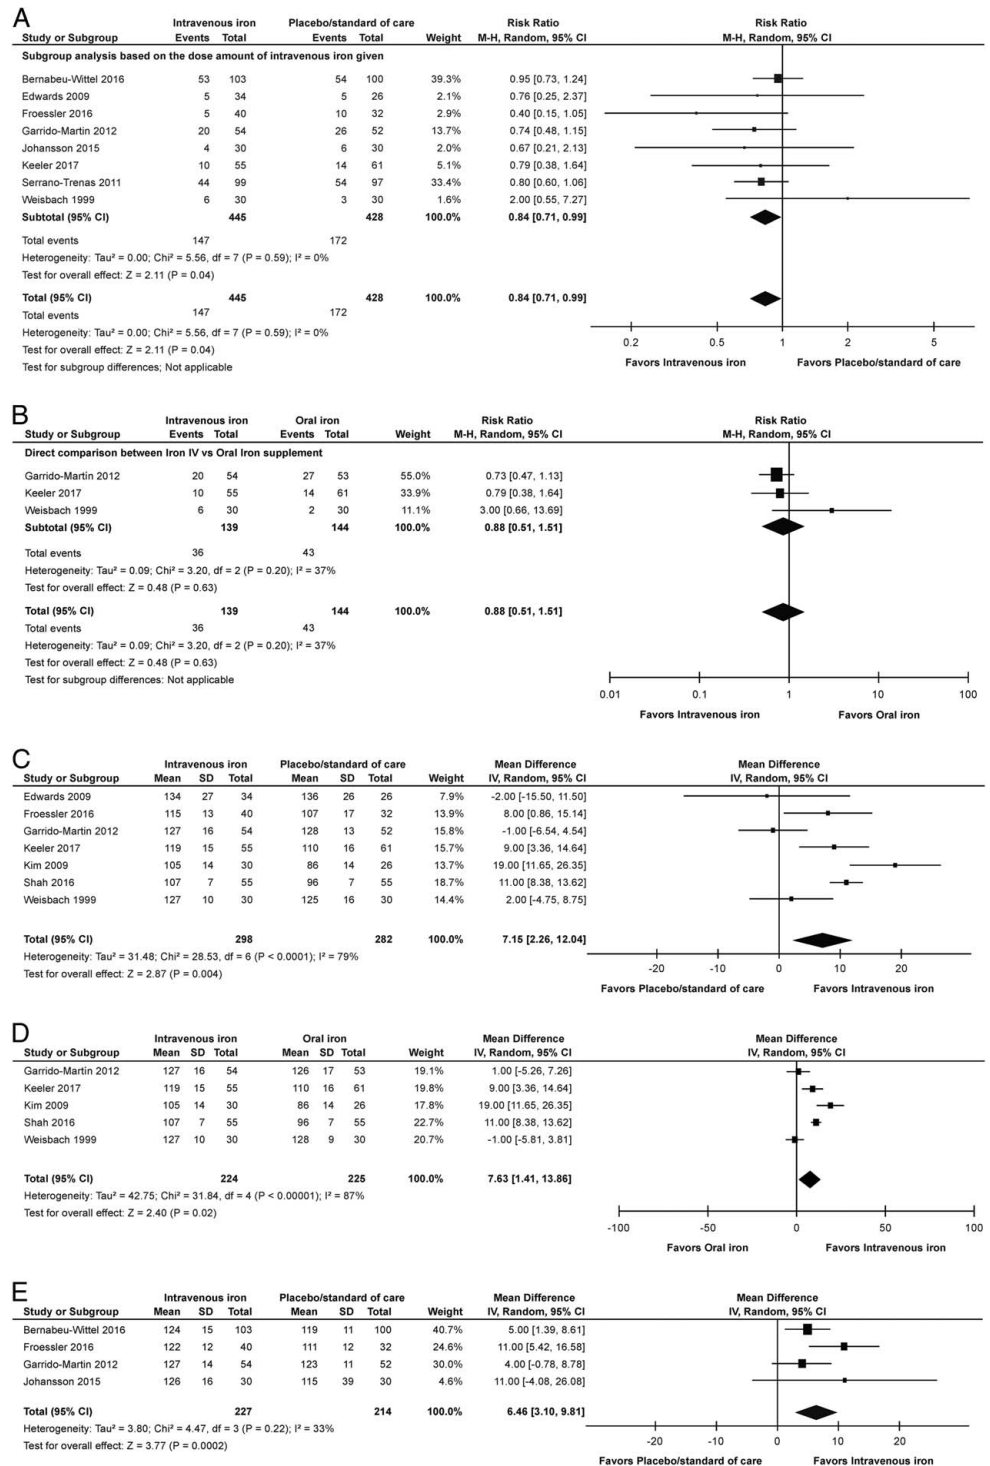 A
Intravenous iron Placebo/standard of care Risk Ratio Risk Ratio
Study or Subgroup Events Total Events Total Weight M-H, Random, 95% CI M-H, Random, 95% CI
Subgroup analysis based on the dose amount of intravenous iron given
Bernabeu-Wittel 2016 53 103 54 100 39.3% 0.95 [0.73, 1.24]
Edwards 2009 5 34 5 26 2.1% 0.76 [0.25, 2.37]
Froessler 2016 5 40 10 32 2.9% 0.40 [0.15, 1.05]
Garrido-Martin 2012 20 54 26 52 13.7% 0.74 [0.48, 1.15]
Johansson 2015 4 30 6 30 2.0% 0.67 [0.21, 2.13]
Keeler 2017 10 55 14 61 5.1% 0.79 [0.38, 1.64]
Serrano-Trenas 2011 44 99 54 97 33.4% 0.80 [0.60, 1.06]
Weisbach 1999 6 30 3 30 1.6% 2.00 [0.55, 7.27]
Subtotal (95% CI) 445 428 100.0% 0.84 [0.71, 0.99]
Total events 147 172
Heterogeneity: Tau² = 0.00; Chi² = 5.56, df = 7 (P = 0.59); I² = 0%
Test for overall effect: Z = 2.11 (P = 0.04)
Total (95% CI) 445 428 100.0% 0.84 [0.71, 0.99]
Total events 147 172
Heterogeneity: Tau² = 0.00; Chi² = 5.56, df = 7 (P = 0.59); I² = 0%
Test for overall effect: Z = 2.11 (P = 0.04)
Test for subgroup differences; Not applicable
0.2 0.5 1 2 5
Favors Intravenous iron Favors Placebo/standard of care
B
Intravenous iron Oral iron Risk Ratio Risk Ratio
Study or Subgroup Events Total Events Total Weight M-H, Random, 95% CI M-H, Random, 95% CI
Direct comparison between Iron IV vs Oral Iron supplement
Garrido-Martin 2012 20 54 27 53 55.0% 0.73 [0.47, 1.13]
Keeler 2017 10 55 14 61 33.9% 0.79 [0.38, 1.64]
Weisbach 1999 6 30 2 30 11.1% 3.00 [0.66, 13.69]
Subtotal (95% CI) 139 144 100.0% 0.88 [0.51, 1.51]
Total events 36 43
Heterogeneity: Tau² = 0.09; Chi² = 3.20, df = 2 (P = 0.20); I² = 37%
Test for overall effect: Z = 0.48 (P = 0.63)
Total (95% CI) 139 144 100.0% 0.88 [0.51, 1.51]
Total events 36 43
Heterogeneity: Tau² = 0.09; Chi² = 3.20, df = 2 (P = 0.20); I² = 37%
Test for overall effect: Z = 0.48 (P = 0.63)
Test for subgroup differences: Not applicable
0.01 0.1 1 10 100
Favors Intravenous iron Favors Oral iron
C
Intravenous iron Placebo/standard of care Mean Difference Mean Difference
Study or Subgroup Mean SD Total Mean SD Total Weight IV, Random, 95% CI IV, Random, 95% CI
Edwards 2009 134 27 34 136 26 26 7.9% -2.00 [-15.50, 11.50]
Froessler 2016 115 13 40 107 17 32 13.9% 8.00 [0.86, 15.14]
Garrido-Martin 2012 127 16 54 128 13 52 15.8% -1.00 [-6.54, 4.54]
Keeler 2017 119 15 55 110 16 61 15.7% 9.00 [3.36, 14.64]
Kim 2009 105 14 30 86 14 26 13.7% 19.00 [11.65, 26.35]
Shah 2016 107 7 55 96 7 55 18.7% 11.00 [8.38, 13.62]
Weisbach 1999 127 10 30 125 16 30 14.4% 2.00 [-4.75, 8.75]
Total (95% CI) 298 282 100.0% 7.15 [2.26, 12.04]
Heterogeneity: Tau² = 31.48; Chi² = 28.53, df = 6 (P < 0.0001); I² = 79%
Test for overall effect: Z = 2.87 (P = 0.004)
-20 -10 0 10 20
Favors Placebo/standard of care Favors Intravenous iron
D
Intravenous iron Oral iron Mean Difference Mean Difference
Study or Subgroup Mean SD Total Mean SD Total Weight IV, Random, 95% CI IV, Random, 95% CI
Garrido-Martin 2012 127 16 54 126 17 53 19.1% 1.00 [-5.26, 7.26]
Keeler 2017 119 15 55 110 16 61 19.8% 9.00 [3.36, 14.64]
Kim 2009 105 14 30 86 14 26 17.8% 19.00 [11.65, 26.35]
Shah 2016 107 7 55 96 7 55 22.7% 11.00 [8.38, 13.62]
Weisbach 1999 127 10 30 128 9 30 20.7% -1.00 [-5.81, 3.81]
Total (95% CI) 224 225 100.0% 7.63 [1.41, 13.86]
Heterogeneity: Tau² = 42.75; Chi² = 31.84, df = 4 (P < 0.00001); I² = 87%
Test for overall effect: Z = 2.40 (P = 0.02)
-100 -50 0 50 100
Favors Oral iron Favors Intravenous iron
E
Intravenous iron Placebo/standard of care Mean Difference Mean Difference
Study or Subgroup Mean SD Total Mean SD Total Weight IV, Random, 95% CI IV, Random, 95% CI
Bernabeu-Wittel 2016 124 15 103 119 11 100 40.7% 5.00 [1.39, 8.61]
Froessler 2016 122 12 40 111 12 32 24.6% 11.00 [5.42, 16.58]
Garrido-Martin 2012 127 14 54 123 11 52 30.0% 4.00 [-0.78, 8.78]
Johansson 2015 126 16 30 115 39 30 4.6% 11.00 [-4.08, 26.08]
Total (95% CI) 227 214 100.0% 6.46 [3.10, 9.81]
Heterogeneity: Tau² = 3.80; Chi² = 4.47, df = 3 (P = 0.22); I² = 33%
Test for overall effect: Z = 3.77 (P = 0.0002)
-20 -10 0 10 20
Favors Placebo/standard of care Favors Intravenous iron